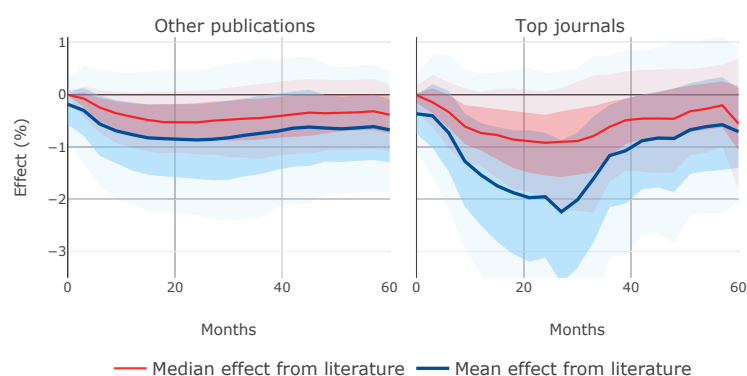 Other publications
Top journals
Effect (%)
1
0
−1
−2
−3
0
20
40
60
0
20
40
60
Months
Months
Median effect from literature
Mean effect from literature